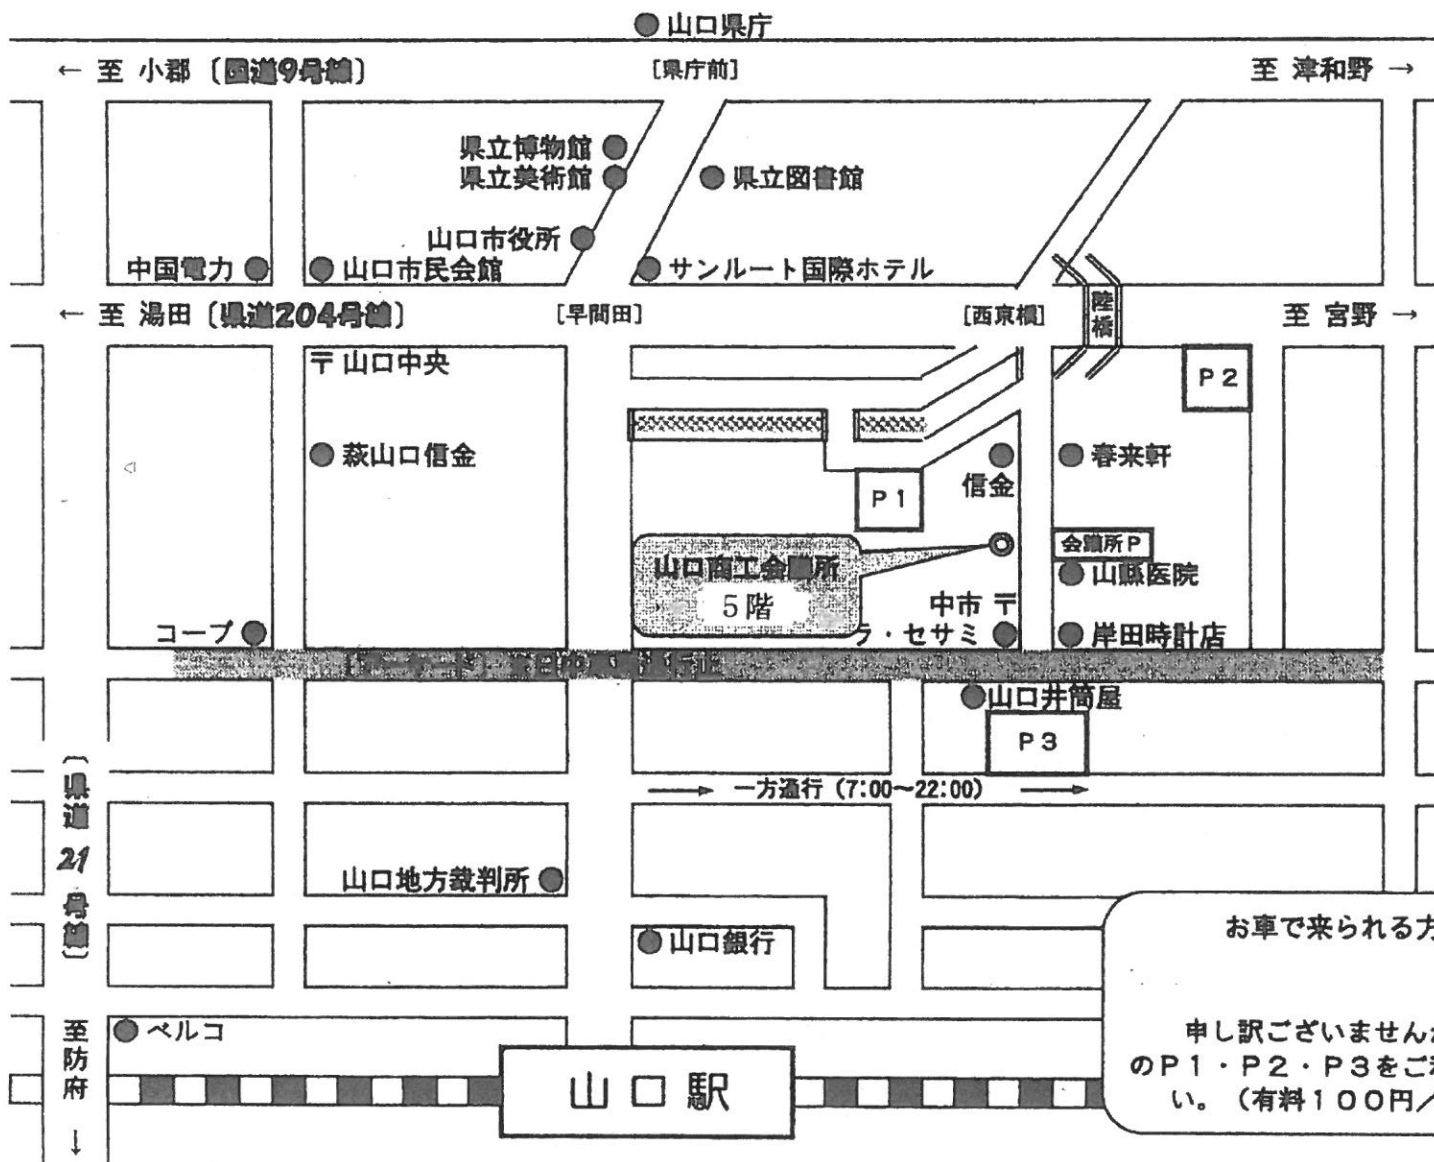 山口県庁
← 至 小郡 〔国道9号線〕
[県庁前]
至 津和野 →
県立博物館
県立美術館
県立図書館
山口市役所
中国電力
山口市民会館
サンルート国際ホテル
← 至 湯田 〔県道204号線〕
[早間田]
[西京橋]
陸橋
至 宮野 →
〒山口中央
P2
萩山口信金
信金
春来軒
P1
山口商工会議所
5階
会議所P
山縣医院
中市 〒
コープ
ラ・セサミ
岸田時計店
山口井筒屋
P3
→ 一方通行 (7:00~22:00) →
〔県道21号線〕
山口地方裁判所
山口銀行
お車で来られる方
ベルコ
至防府 ↓
山口駅
申し訳ございません
のP1・P2・P3をご
い。(有料100円/